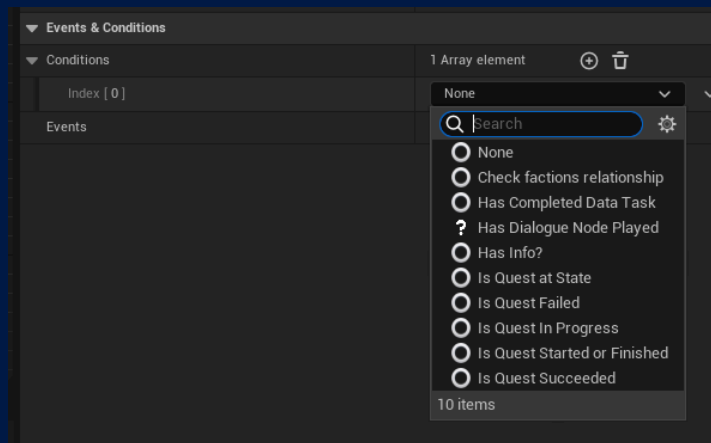 Events & Conditions
Conditions
1 Array element
Index [ 0 ]
None
Events
Search
None
Check factions relationship
Has Completed Data Task
? Has Dialogue Node Played
Has Info?
Is Quest at State
Is Quest Failed
Is Quest In Progress
Is Quest Started or Finished
Is Quest Succeeded
10 items